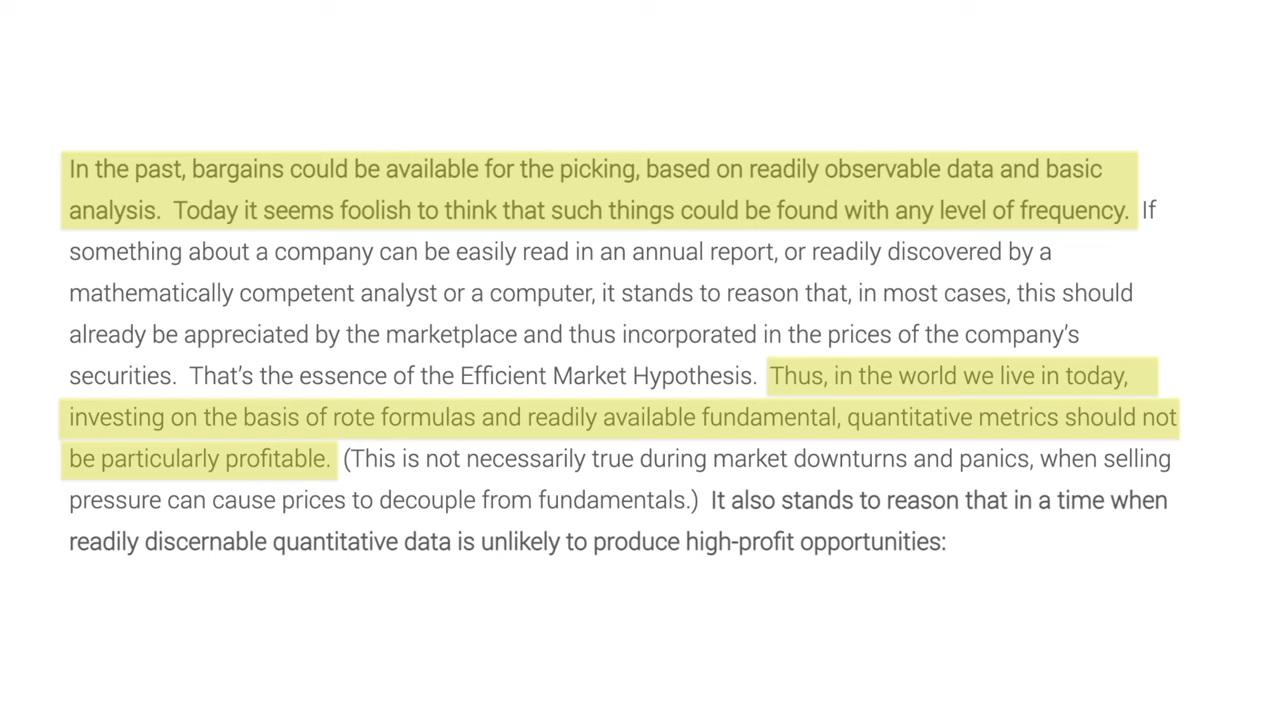 In the past, bargains could be available for the picking, based on readily observable data and basic
analysis.  Today it seems foolish to think that such things could be found with any level of frequency.  If
something about a company can be easily read in an annual report, or readily discovered by a
mathematically competent analyst or a computer, it stands to reason that, in most cases, this should
already be appreciated by the marketplace and thus incorporated in the prices of the company’s
securities.  That’s the essence of the Efficient Market Hypothesis.  Thus, in the world we live in today,
investing on the basis of rote formulas and readily available fundamental, quantitative metrics should not
be particularly profitable.  (This is not necessarily true during market downturns and panics, when selling
pressure can cause prices to decouple from fundamentals.)  It also stands to reason that in a time when
readily discernable quantitative data is unlikely to produce high-profit opportunities: